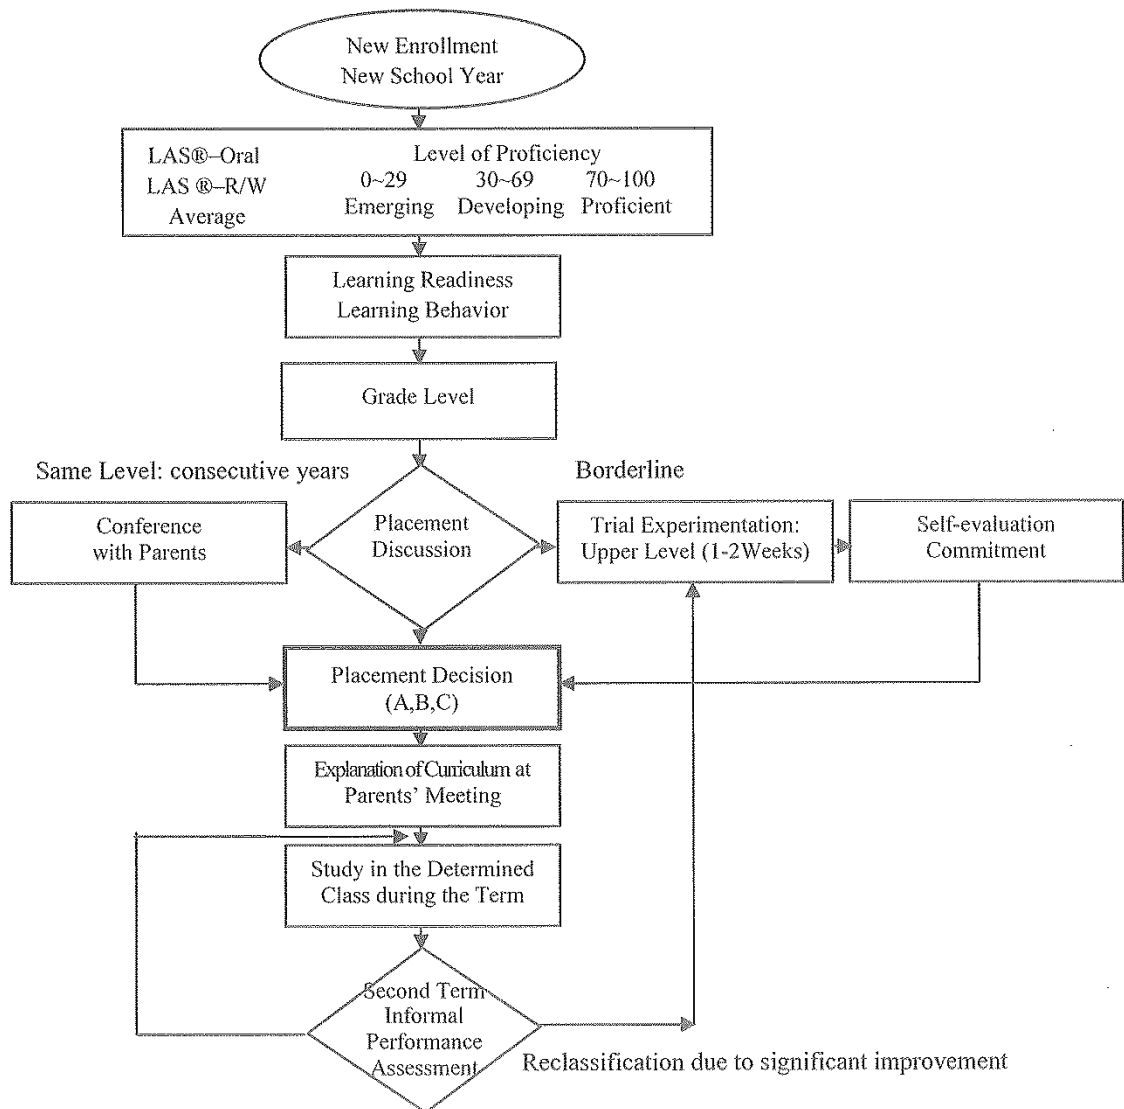 New Enrollment
New School Year
LAS®–Oral
LAS ®–R/W
Average
Level of Proficiency
0~29 30~69 70~100
Emerging Developing Proficient
Learning Readiness
Learning Behavior
Grade Level
Same Level: consecutive years
Borderline
Conference
with Parents
Placement
Discussion
Trial Experimentation:
Upper Level (1-2Weeks)
Self-evaluation
Commitment
Placement Decision
(A,B,C)
Explanation of Curriculum at
Parents’ Meeting
Study in the Determined
Class during the Term
Second Term
Informal
Performance
Assessment
Reclassification due to significant improvement